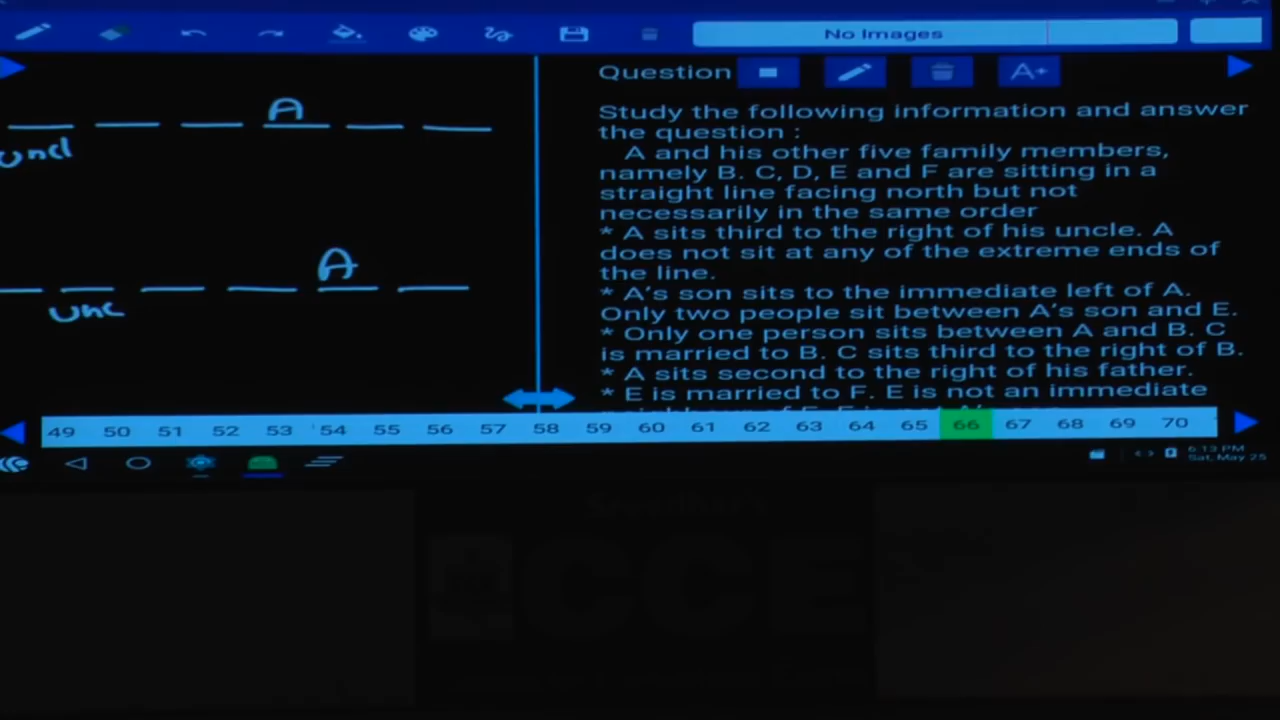 No Images
Question A+
Study the following information and answer
the question :
A and his other five family members,
namely B. C, D, E and F are sitting in a
straight line facing north but not
necessarily in the same order
* A sits third to the right of his uncle. A
does not sit at any of the extreme ends of
the line.
* A's son sits to the immediate left of A.
Only two people sit between A's son and E.
* Only one person sits between A and B. C
is married to B. C sits third to the right of B.
* A sits second to the right of his father.
* E is married to F. E is not an immediate
A
uncl
A
unc
49 50 51 52 53 54 55 56 57 58 59 60 61 62 63 64 65 66 67 68 69 70
6:13 PM
Sat, May 25